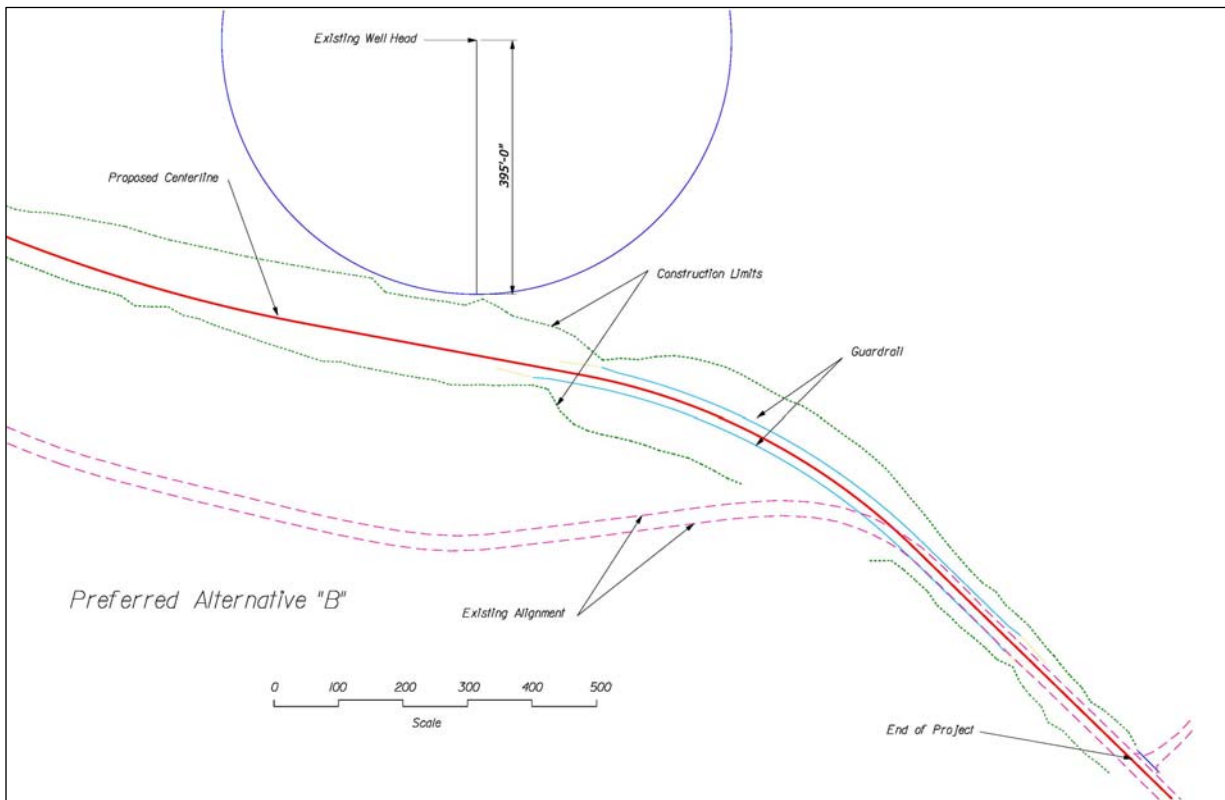 Existing Well Head
395'-0"
Proposed Centerline
Construction Limits
Guardrail
Preferred Alternative "B"
Existing Alignment
0 100 200 300 400 500
Scale
End of Project